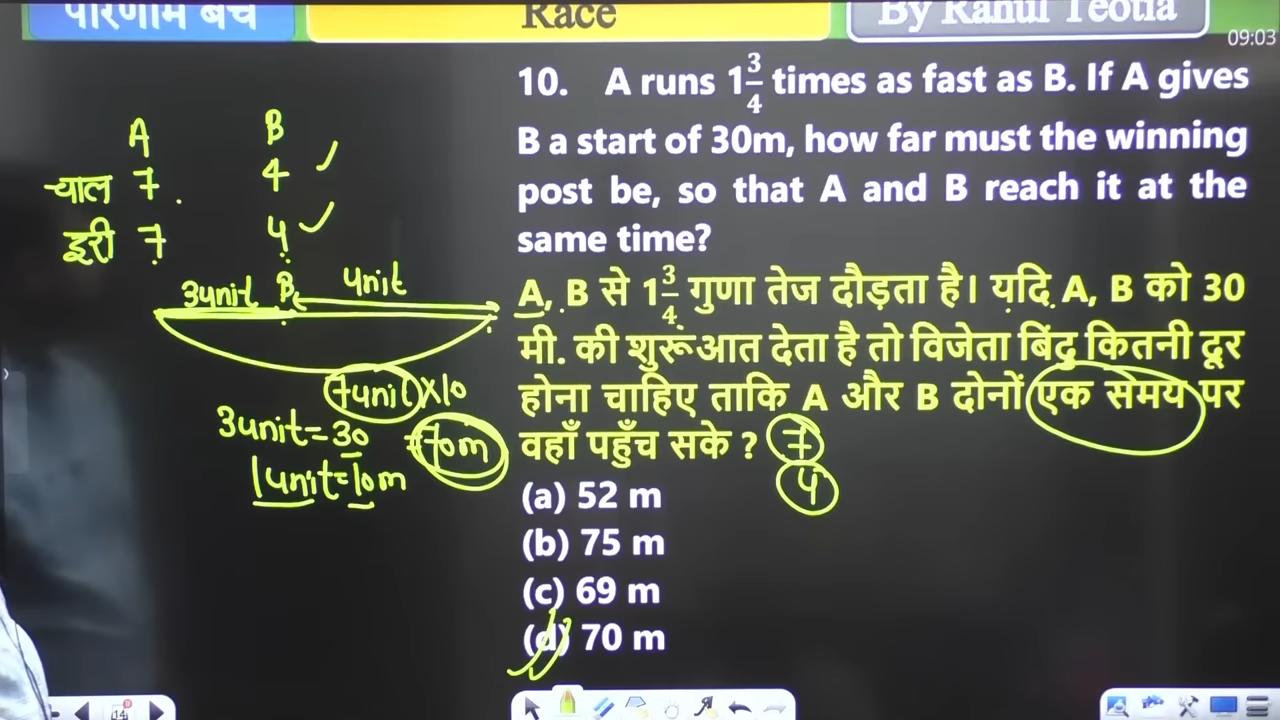 परिणाम बैच
Race
By Rahul Teotia
09:03
10. A runs 1 3/4 times as fast as B. If A gives
B a start of 30m, how far must the winning
post be, so that A and B reach it at the
same time?
A, B से 1 3/4 गुणा तेज दौड़ता है। यदि A, B को 30
मी. की शुरूआत देता है तो विजेता बिंदु कितनी दूर
होना चाहिए ताकि A और B दोनों एक समय पर
वहाँ पहुँच सके ? 7
4
(a) 52 m
(b) 75 m
(c) 69 m
(d) 70 m
A B
चाल 7 4
दूरी 7 4
3unit B 4nit
7unit × 10
3unit = 30 = 70m
1unit = 10m
14